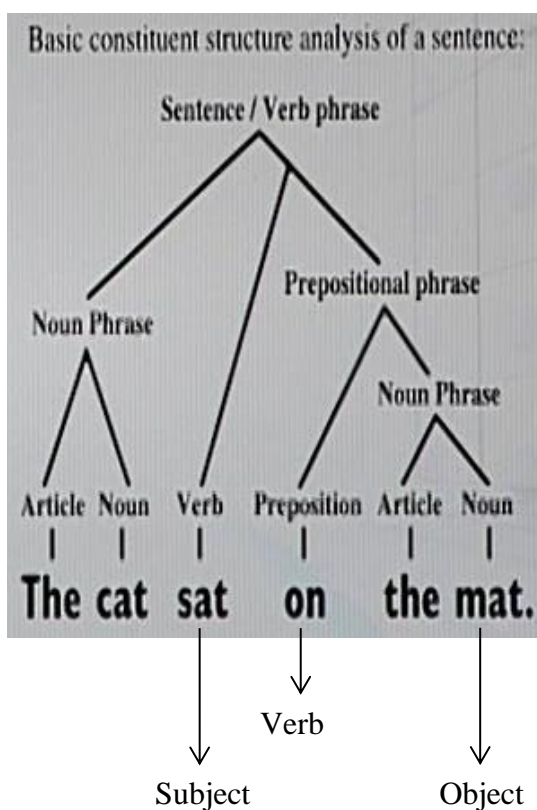 Basic constituent structure analysis of a sentence:
Sentence / Verb phrase
Prepositional phrase
Noun Phrase
Noun Phrase
Article Noun Verb Preposition Article Noun
The cat sat on the mat.
Verb
Subject Object